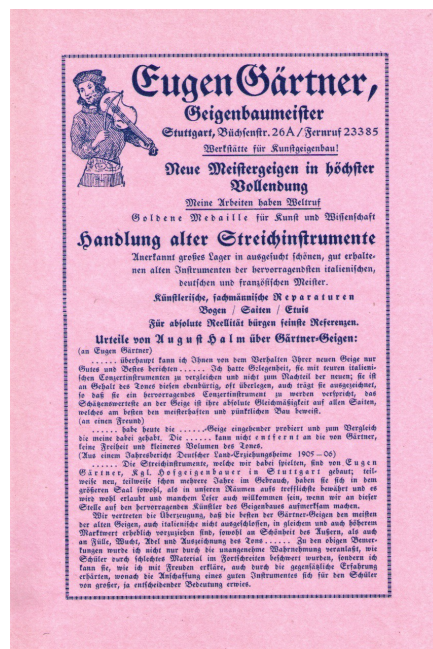 Eugen Gärtner,
Geigenbaumeister
Stuttgart, Büchsenstr. 26A / Fernruf 23385
Werkstätte für Kunstgeigenbau!
Neue Meistergeigen in höchster
Vollendung
Meine Arbeiten haben Weltruf
Goldene Medaille für Kunst und Wissenschaft
Handlung alter Streichinstrumente
Anerkannt großes Lager in ausgesucht schönen, gut erhalte-
nen alten Instrumenten der hervorragendsten italienischen,
deutschen und französischen Meister.
Künstlerische, fachmännische Reparaturen
Bogen / Saiten / Etuis
Für absolute Reellität bürgen feinste Referenzen.
Urteile von August Halm über Gärtner-Geigen:
(an Eugen Gärtner)
...... überhaupt kann ich Ihnen von dem Verhalten Ihrer neuen Geige nur
Gutes und Bestes berichten ...... Ich hatte Gelegenheit, sie mit teuren italieni-
schen Konzertinstrumenten zu vergleichen und nicht zum Nachteil der neuen; sie ist
an Gehalt des Tones diesen ebenbürtig, oft überlegen, auch trägt sie ausgezeichnet,
so daß sie ein hervorragendes Konzertinstrument zu werden verspricht, das
Schätzenswerteste an der Geige ist ihre absolute Gleichmäßigkeit auf allen Saiten,
welches am besten den meisterhaften und pünktlichen Bau beweist.
(an einen Freund)
...... habe heute die ......-Geige eingehender probiert und zum Vergleich
die meine dabei gehabt. Die ...... kann nicht entfernt an die von Gärtner,
keine Freiheit und kleineres Volumen des Tones.
(Aus einem Jahresbericht Deutscher Land-Erziehungsheime 1905–06)
...... Die Streichinstrumente, welche wir dabei spielten, sind von Eugen
Gärtner, Kgl. Hofgeigenbauer in Stuttgart gebaut; teil-
weise neu, teilweise schon mehrere Jahre im Gebrauch, haben sie sich in dem
größeren Saal sowohl, als in unseren Räumen aufs trefflichste bewährt und es
wird wohl erlaubt und manchem Leser auch willkommen sein, wenn wir an dieser
Stelle auf den hervorragenden Künstler des Geigenbaues aufmerksam machen.
Wir vertreten die Überzeugung, daß die besten der Gärtner-Geigen den meisten
der alten Geigen, auch italienische nicht ausgeschlossen, in gleichem und auch höherem
Marktwert erheblich vorzuziehen sind, sowohl an Schönheit des Äußern, als auch
an Fülle, Wucht, Adel und Ausgeichnung des Tons ...... Zu den obigen Bemer-
kungen wurde ich nicht nur durch die unangenehme Wahrnehmung veranlaßt, wie
Schüler durch schlechtes Material im Fortschreiten beschwert wurden, sondern ich
kann sie, wie ich mit Freuden erkläre, auch durch die gegensätzliche Erfahrung
erhärten, wonach die Anschaffung eines guten Instrumentes sich für den Schüler
von großer, ja entscheidender Bedeutung erwies.